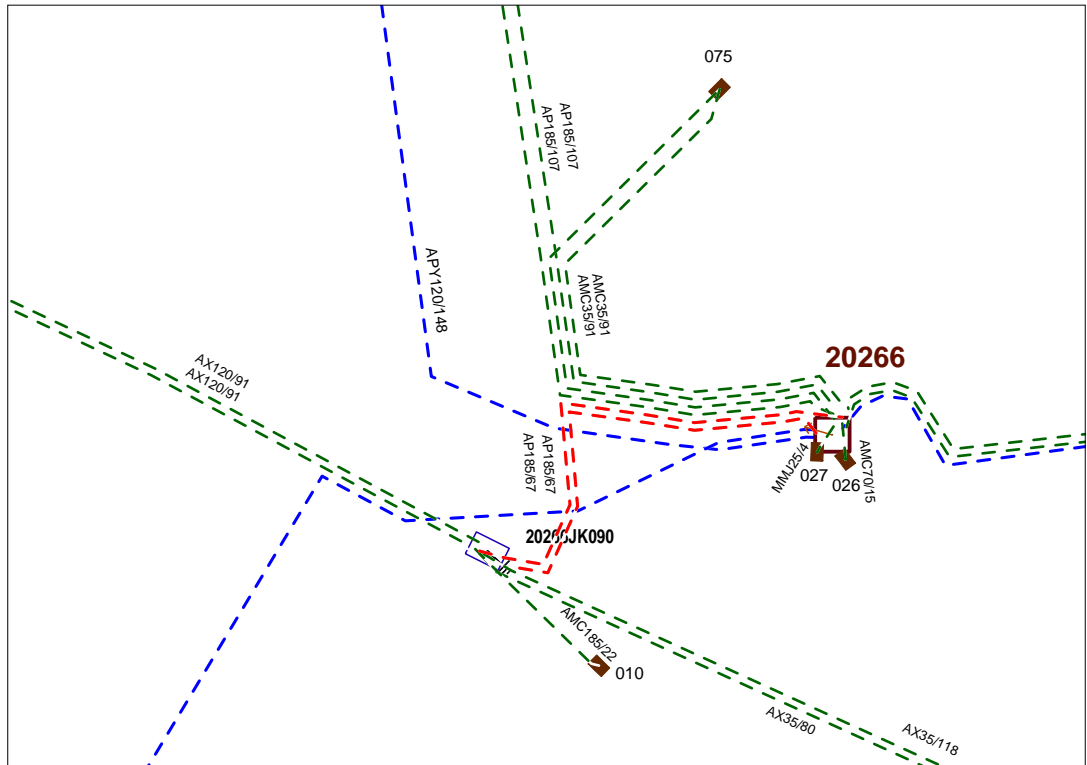 075
AP185/107
AP185/107
APY120/148
AMC35/91
AMC35/91
20266
AX120/91
AX120/91
AP185/67
AP185/67
MMJ25/4
027
026
AMC70/15
20266JK090
AMC185/22
010
AX35/80
AX35/118